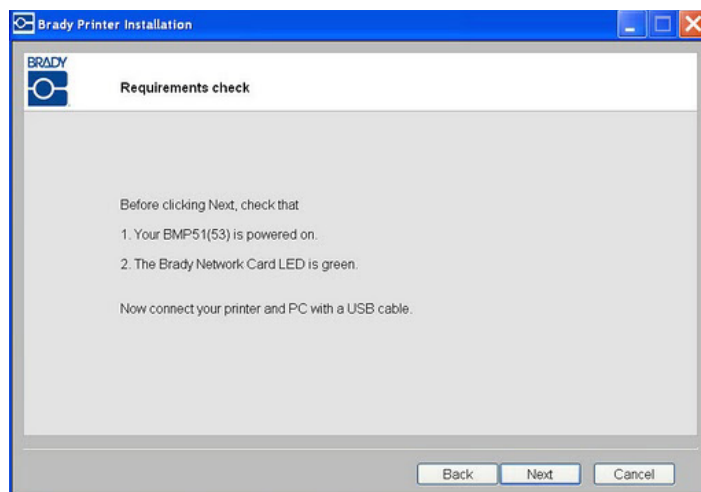 Brady Printer Installation
BRADY
Requirements check
Before clicking Next, check that
1. Your BMP51(53) is powered on.
2. The Brady Network Card LED is green.
Now connect your printer and PC with a USB cable.
Back Next Cancel